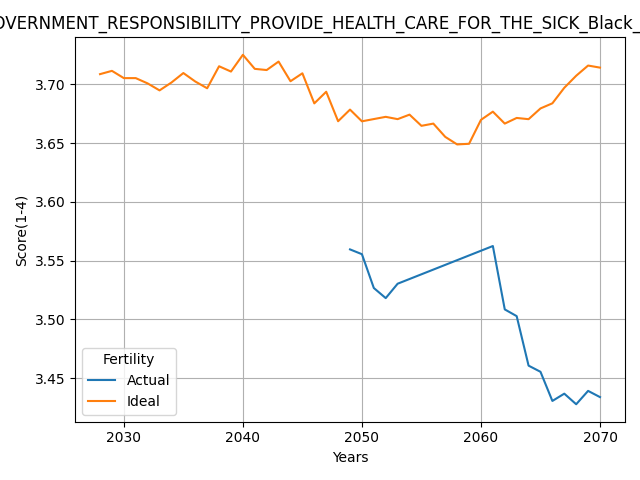 OVERNMENT_RESPONSIBILITY_PROVIDE_HEALTH_CARE_FOR_THE_SICK_Black_
Score(1-4)
3.70
3.65
3.60
3.55
3.50
3.45
Fertility
Actual
Ideal
2030
2040
2050
2060
2070
Years